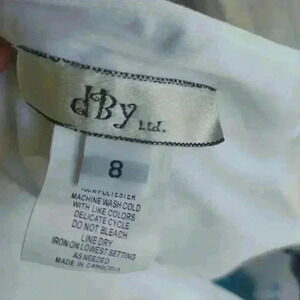 dBy Ltd.
8
100% POLYESTER
MACHINE WASH COLD
WITH LIKE COLORS
DELICATE CYCLE
DO NOT BLEACH
LINE DRY
IRON ON LOWEST SETTING
AS NEEDED
MADE IN CAMBODIA